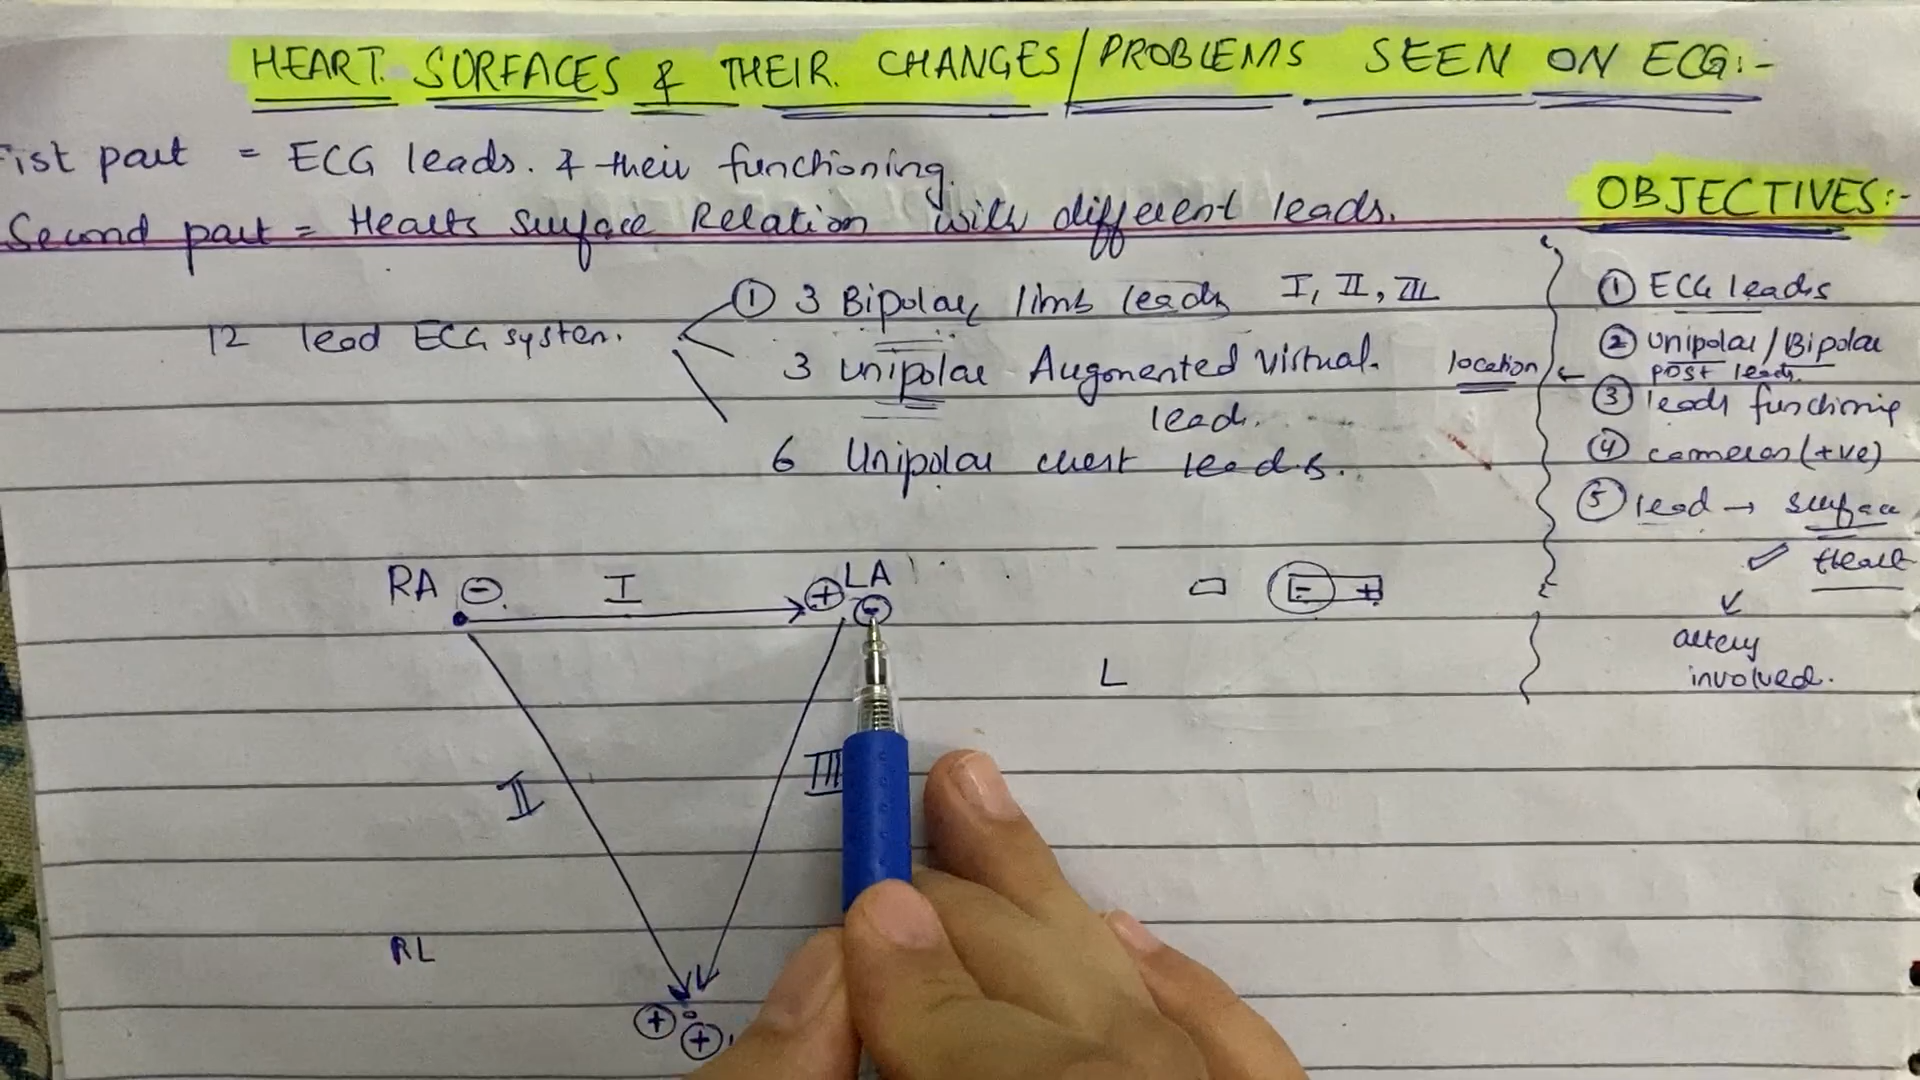 HEART SURFACES & THEIR CHANGES/PROBLEMS SEEN ON ECG:-
Fist part = ECG leads. & their functioning.
Second part = Hearts Surface Relation with different leads.
12 lead ECG system.
① 3 Bipolar limb leads I, II, III
3 unipolar Augmented Virtual.
lead.
6 Unipolar chest leads.
location
OBJECTIVES:-
① ECG leads
② Unipolar/Bipolar
post leads.
③ leads functioning
④ cameras (+ve)
⑤ lead → surface
Heart
artery
involved.
RA ⊖ I ⊕ LA
⊖
- +
L
II
III
RL
⊕ ⊕